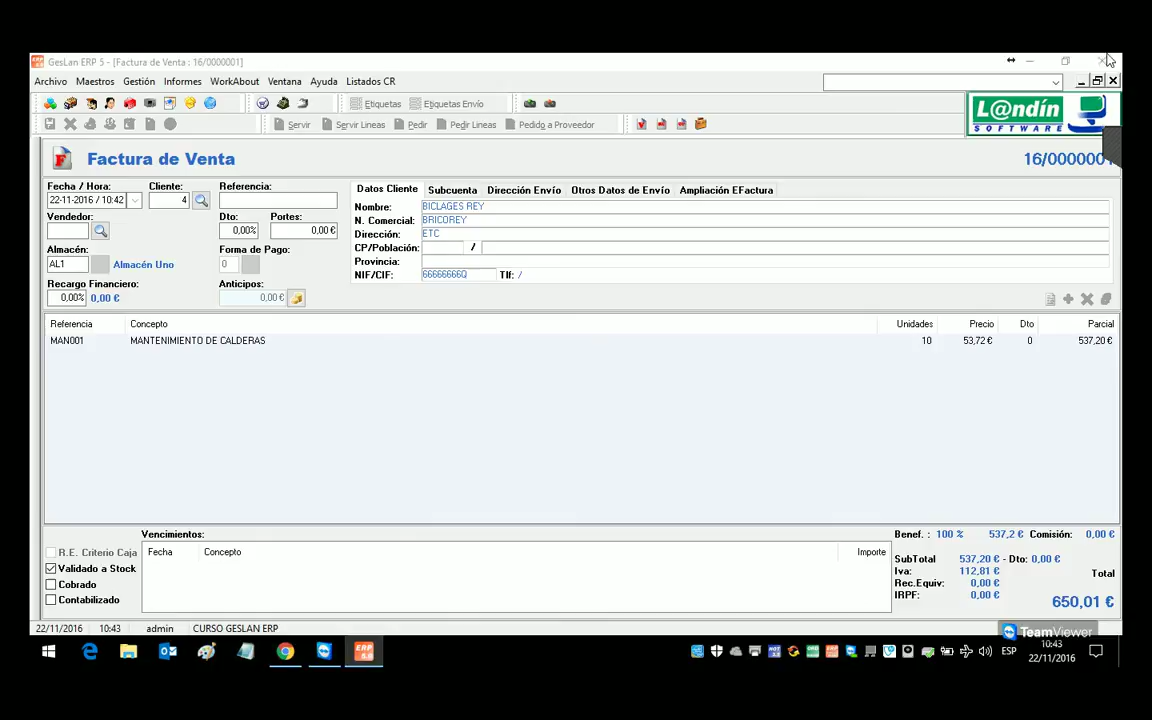 GesLan ERP 5 - [Factura de Venta : 16/0000001]
Archivo Maestros Gestión Informes WorkAbout Ventana Ayuda Listados CR
Etiquetas Etiquetas Envío
Servir Servir Lineas Pedir Pedir Lineas Pedido a Proveedor
L@ndín
SOFTWARE
Factura de Venta 16/0000001
Fecha / Hora: Cliente: Referencia:
22-11-2016 / 10:42 4
Vendedor: Dto: Portes:
0,00% 0,00 €
Almacén: Forma de Pago:
AL1 Almacén Uno 0
Recargo Financiero: Anticipos:
0,00% 0,00 € 0,00 €
Datos Cliente Subcuenta Dirección Envío Otros Datos de Envío Ampliación EFactura
Nombre: BICLAGES REY
N. Comercial: BRICOREY
Dirección: ETC
CP/Población: /
Provincia:
NIF/CIF: 66666666Q Tlf: /
Referencia Concepto Unidades Precio Dto Parcial
MAN001 MANTENIMIENTO DE CALDERAS 10 53,72 € 0 537,20 €
Vencimientos:
Fecha Concepto Importe
R.E. Criterio Caja
Validado a Stock
Cobrado
Contabilizado
Benef. : 100 % 537,2 € Comisión: 0,00 €
SubTotal 537,20 € - Dto: 0,00 €
Iva: 112,81 € Total
Rec.Equiv: 0,00 €
IRPF: 0,00 € 650,01 €
22/11/2016 10:43 admin CURSO GESLAN ERP
TeamViewer
ESP
10:43
22/11/2016